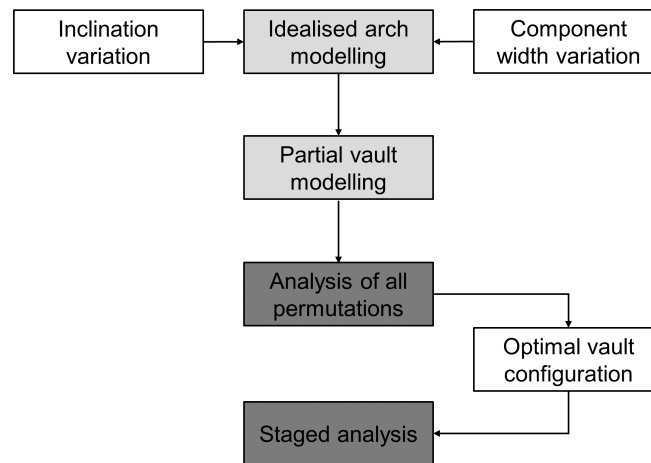 Inclination
variation
Idealised arch
modelling
Component
width variation
Partial vault
modelling
Analysis of all
permutations
Optimal vault
configuration
Staged analysis